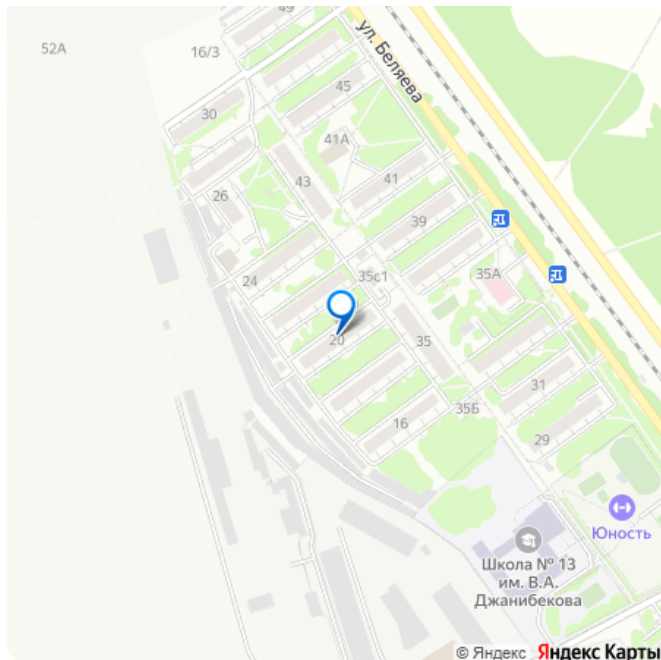 49
52А
16/3
ул. Беляева
45
30
41А
43
41
26
39
24
35с1
35А
20
35
31
16
35Б
29
Юность
Школа № 13
им. В.А.
Джанибекова
© Яндекс Яндекс Карты